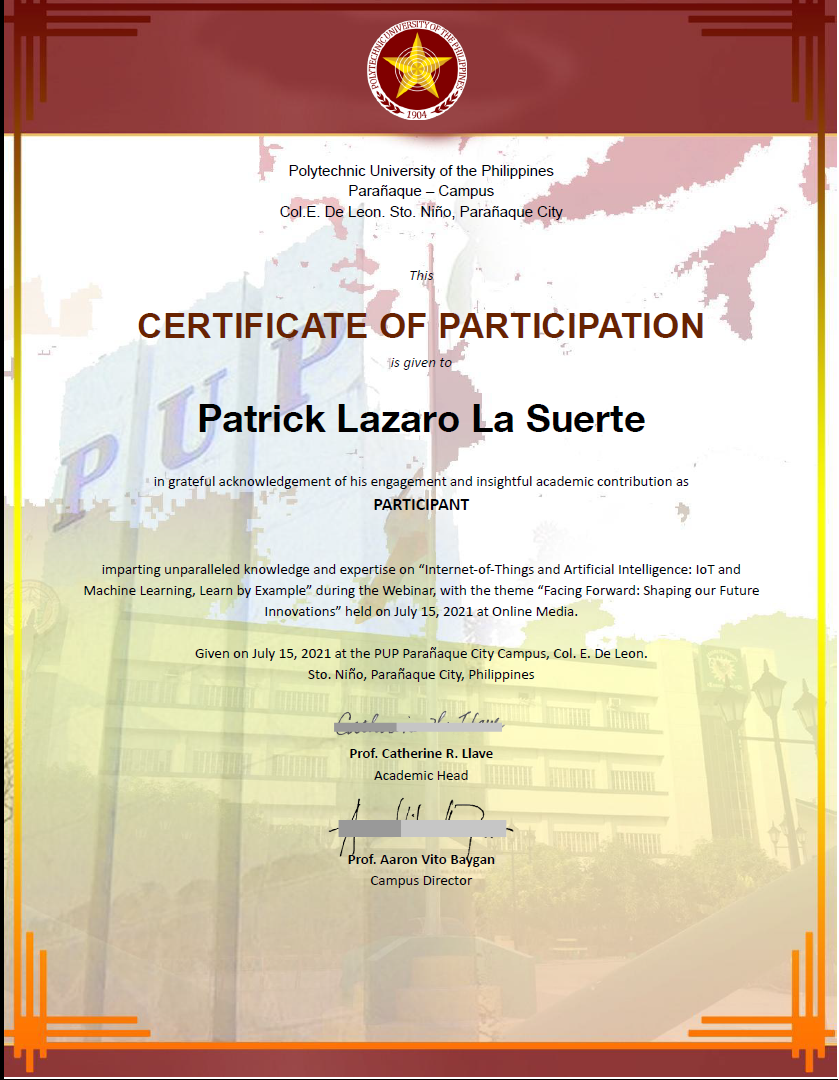 POLYTECHNIC UNIVERSITY OF THE PHILIPPINES
1904
Polytechnic University of the Philippines
Parañaque – Campus
Col.E. De Leon. Sto. Niño, Parañaque City
This
CERTIFICATE OF PARTICIPATION
is given to
Patrick Lazaro La Suerte
in grateful acknowledgement of his engagement and insightful academic contribution as
PARTICIPANT
PUP
imparting unparalleled knowledge and expertise on “Internet-of-Things and Artificial Intelligence: IoT and
Machine Learning, Learn by Example” during the Webinar, with the theme “Facing Forward: Shaping our Future
Innovations” held on July 15, 2021 at Online Media.
Given on July 15, 2021 at the PUP Parañaque City Campus, Col. E. De Leon.
Sto. Niño, Parañaque City, Philippines
Prof. Catherine R. Llave
Academic Head
Prof. Aaron Vito Baygan
Campus Director